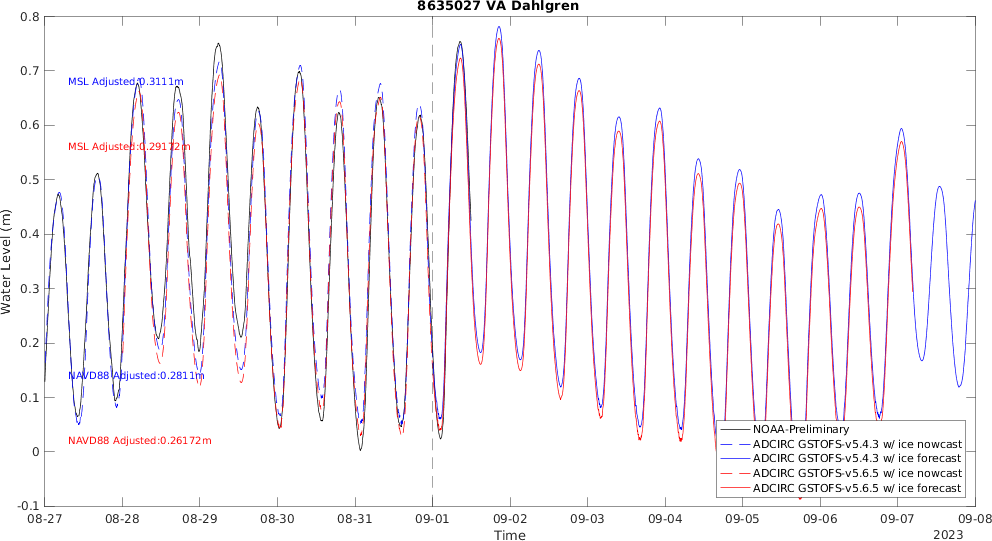 8635027 VA Dahlgren
0.8
0.7
0.6
0.5
0.4
0.3
0.2
0.1
0
-0.1
Water Level (m)
MSL Adjusted:0.3111m
MSL Adjusted:0.29172m
NAVD88 Adjusted:0.2811m
NAVD88 Adjusted:0.26172m
NOAA-Preliminary
ADCIRC GSTOFS-v5.4.3 w/ ice nowcast
ADCIRC GSTOFS-v5.4.3 w/ ice forecast
ADCIRC GSTOFS-v5.6.5 w/ ice nowcast
ADCIRC GSTOFS-v5.6.5 w/ ice forecast
08-27 08-28 08-29 08-30 08-31 09-01 09-02 09-03 09-04 09-05 09-06 09-07 09-08
Time
2023